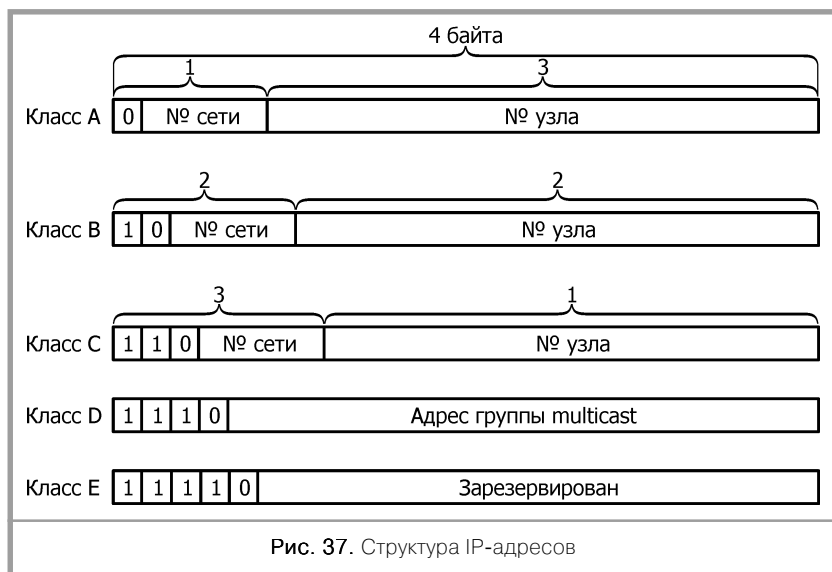 4 байта
1 3
Класс A 0 № сети № узла
2 2
Класс B 1 0 № сети № узла
3 1
Класс C 1 1 0 № сети № узла
Класс D 1 1 1 0 Адрес группы multicast
Класс E 1 1 1 1 0 Зарезервирован
Рис. 37. Структура IP-адресов